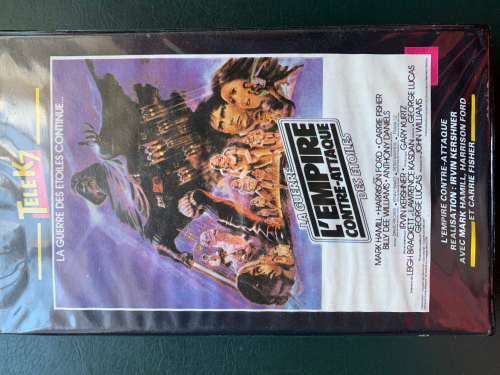 TELE K7
LA GUERRE DES ETOILES CONTINUE...
LA GUERRE
L'EMPIRE
CONTRE-ATTAQUE
DES ETOILES
MARK HAMILL · HARRISON FORD · CARRIE FISHER
BILLY DEE WILLIAMS · ANTHONY DANIELS
IRVIN KERSHNER GARY KURTZ
LEIGH BRACKETT LAWRENCE KASDAN GEORGE LUCAS
GEORGE LUCAS JOHN WILLIAMS
L'EMPIRE CONTRE-ATTAQUE
REALISATION : IRVIN KERSHNER
AVEC MARK HAMILL, HARRISON FORD
ET CARRIE FISHER